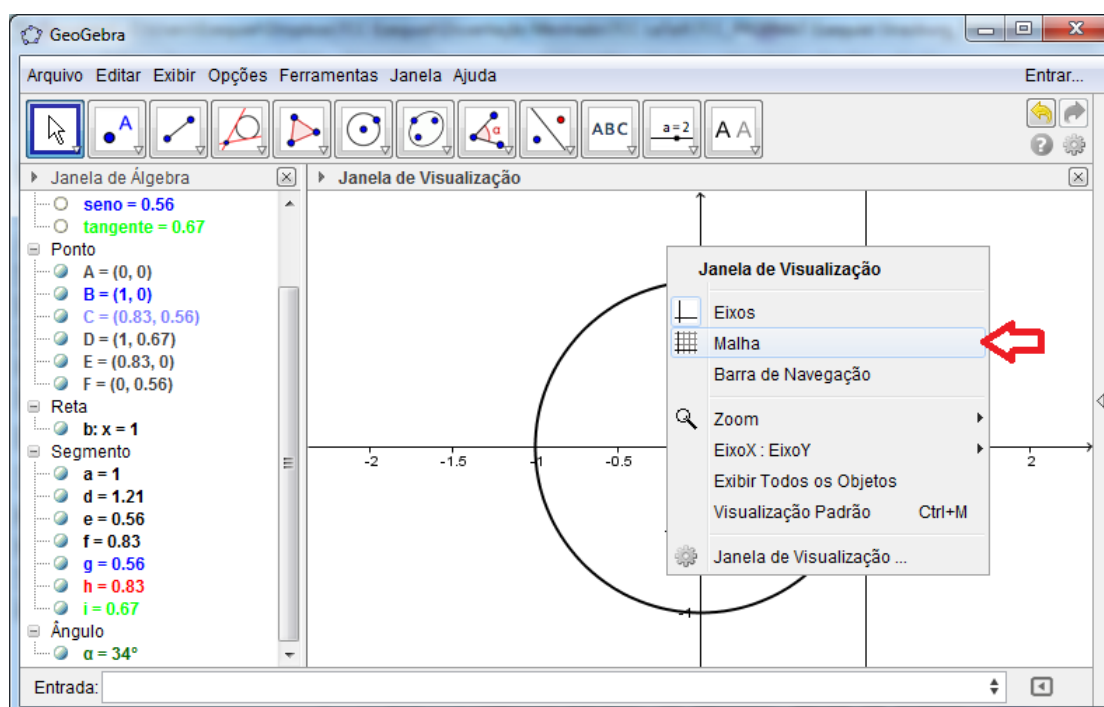 GeoGebra
Arquivo Editar Exibir Opções Ferramentas Janela Ajuda Entrar...
A α ABC a=2 A A
Janela de Álgebra
Janela de Visualização
seno = 0.56
tangente = 0.67
Ponto
A = (0, 0)
B = (1, 0)
C = (0.83, 0.56)
D = (1, 0.67)
E = (0.83, 0)
F = (0, 0.56)
Reta
b: x = 1
Segmento
a = 1
d = 1.21
e = 0.56
f = 0.83
g = 0.56
h = 0.83
i = 0.67
Ângulo
α = 34°
-2 -1.5 -1 -0.5 2
-1
Janela de Visualização
Eixos
Malha
Barra de Navegação
Zoom
EixoX : EixoY
Exibir Todos os Objetos
Visualização Padrão Ctrl+M
Janela de Visualização ...
Entrada: